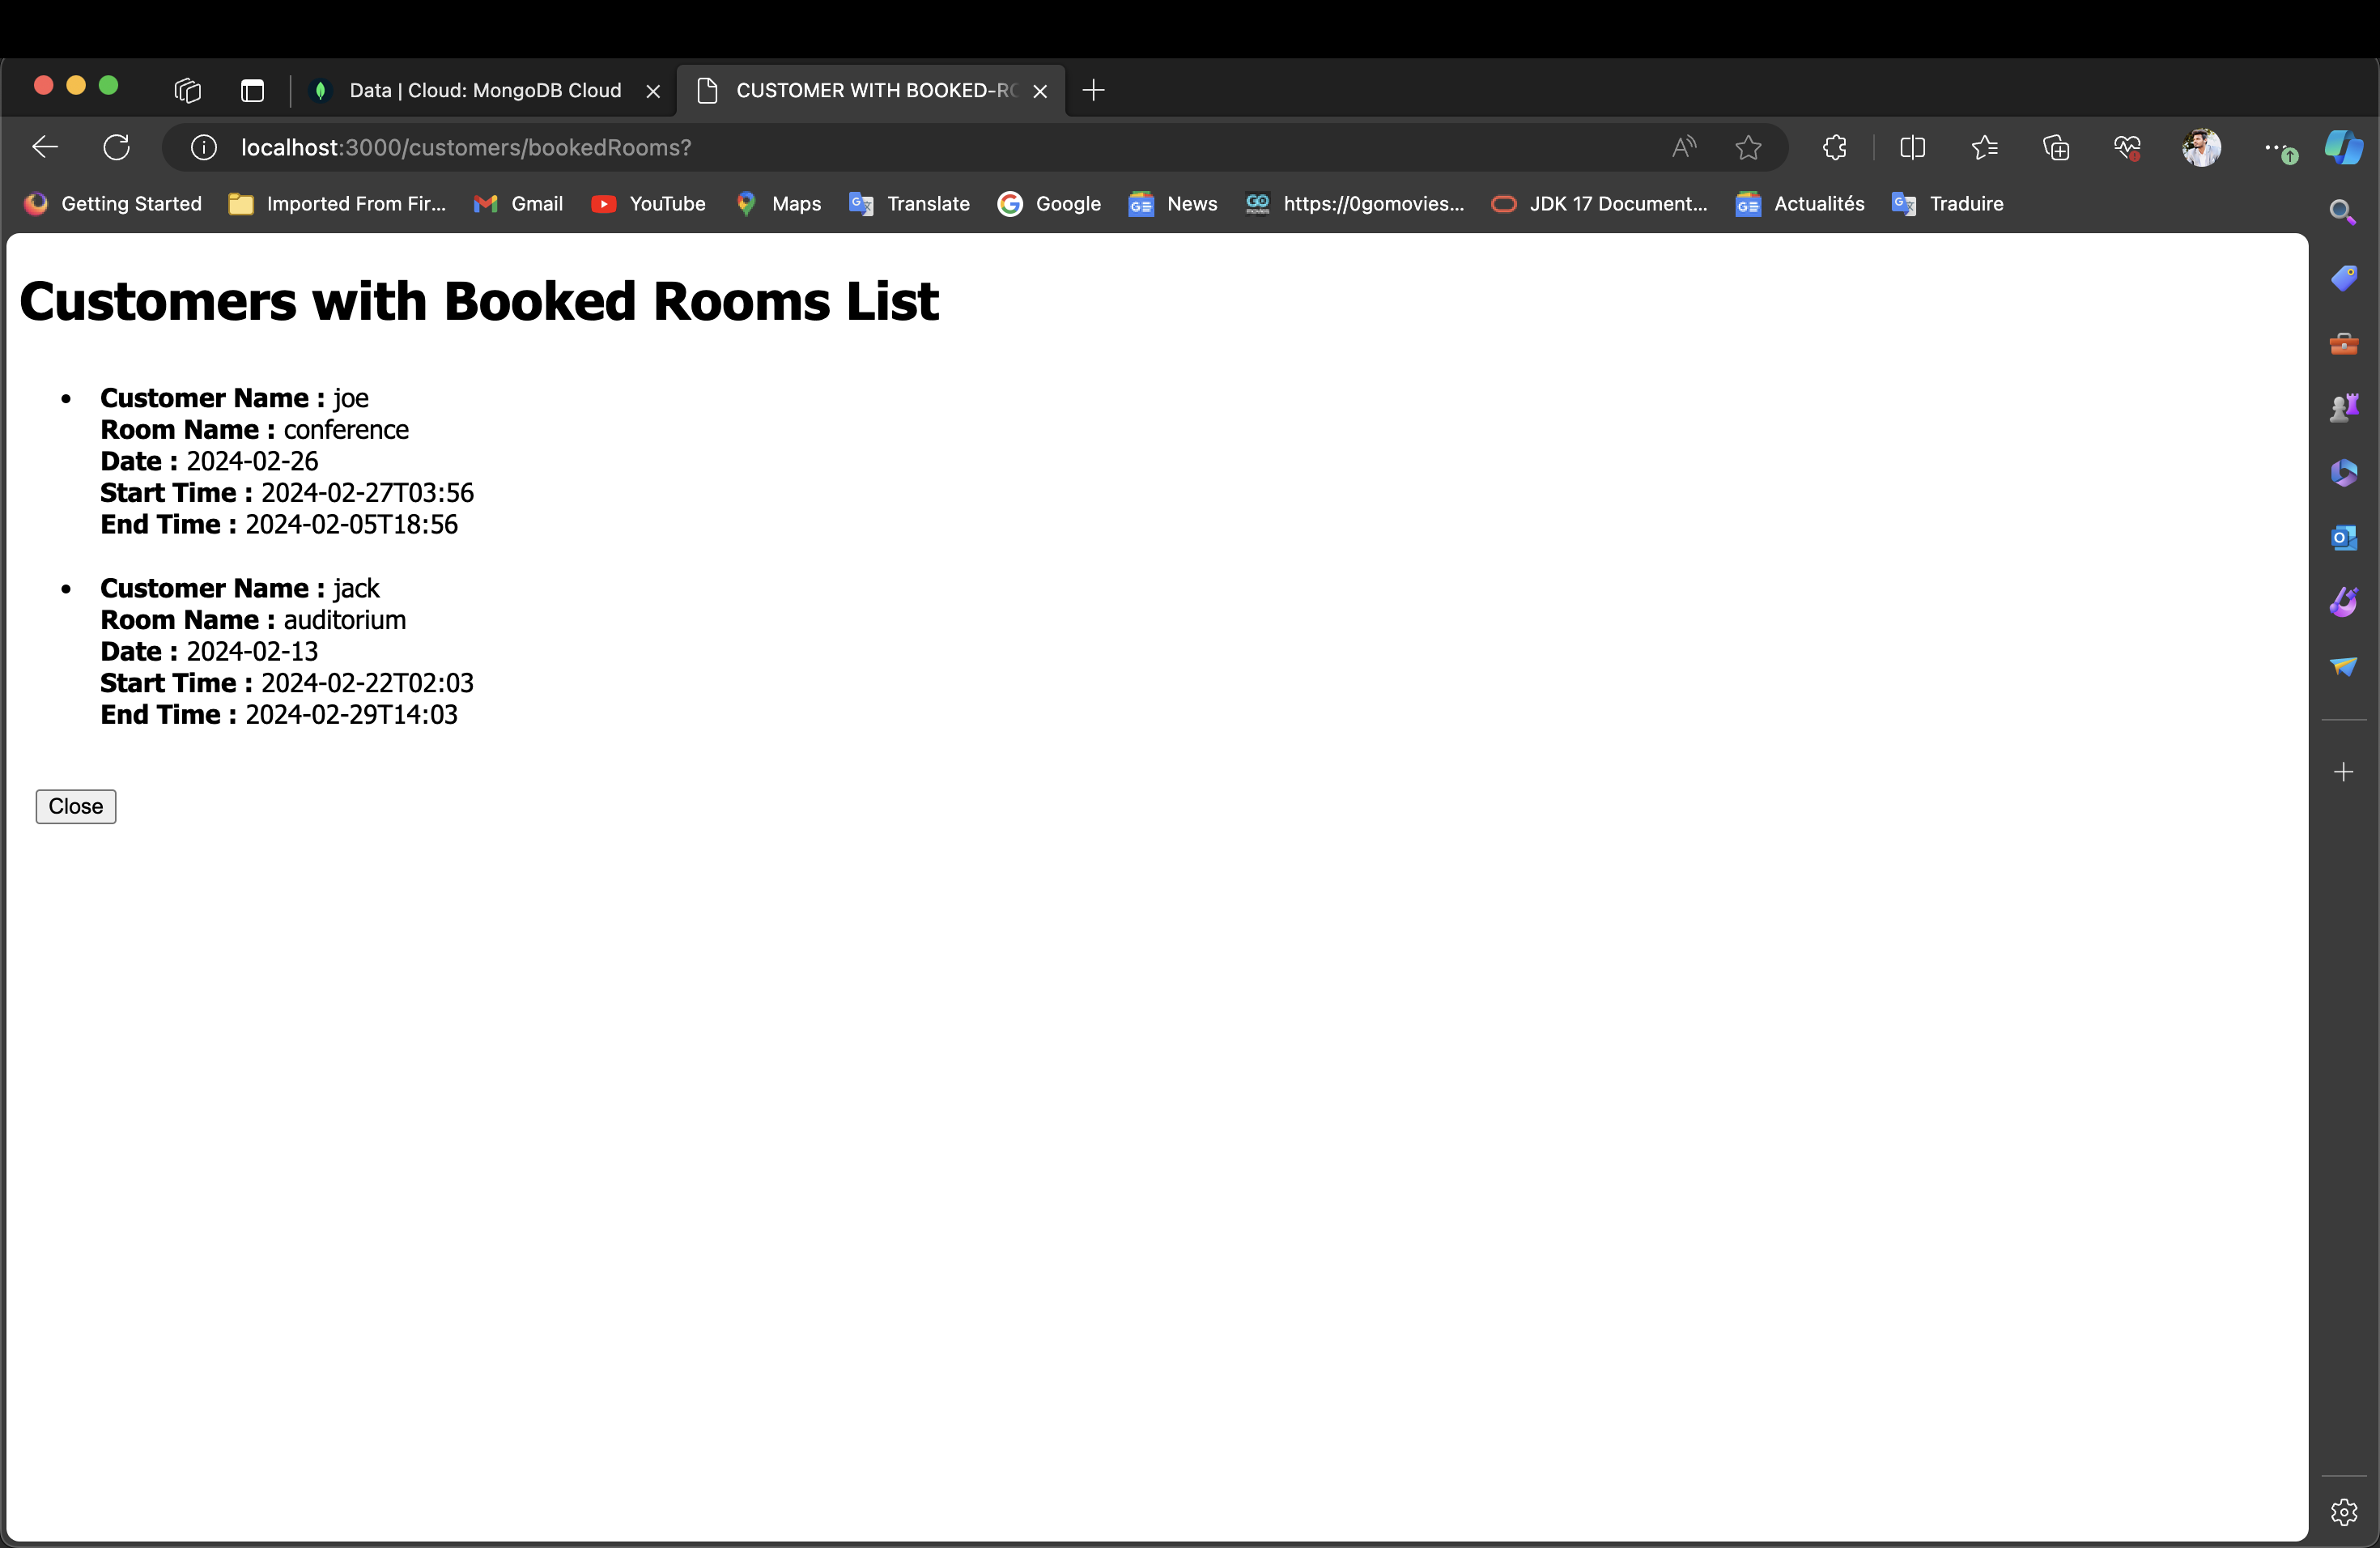 Data | Cloud: MongoDB Cloud
CUSTOMER WITH BOOKED-RO
localhost:3000/customers/bookedRooms?
Getting Started
Imported From Fir...
Gmail
YouTube
Maps
Translate
Google
News
https://0gomovies...
JDK 17 Document...
Actualités
Traduire
Customers with Booked Rooms List
Customer Name : joe
Room Name : conference
Date : 2024-02-26
Start Time : 2024-02-27T03:56
End Time : 2024-02-05T18:56
Customer Name : jack
Room Name : auditorium
Date : 2024-02-13
Start Time : 2024-02-22T02:03
End Time : 2024-02-29T14:03
Close